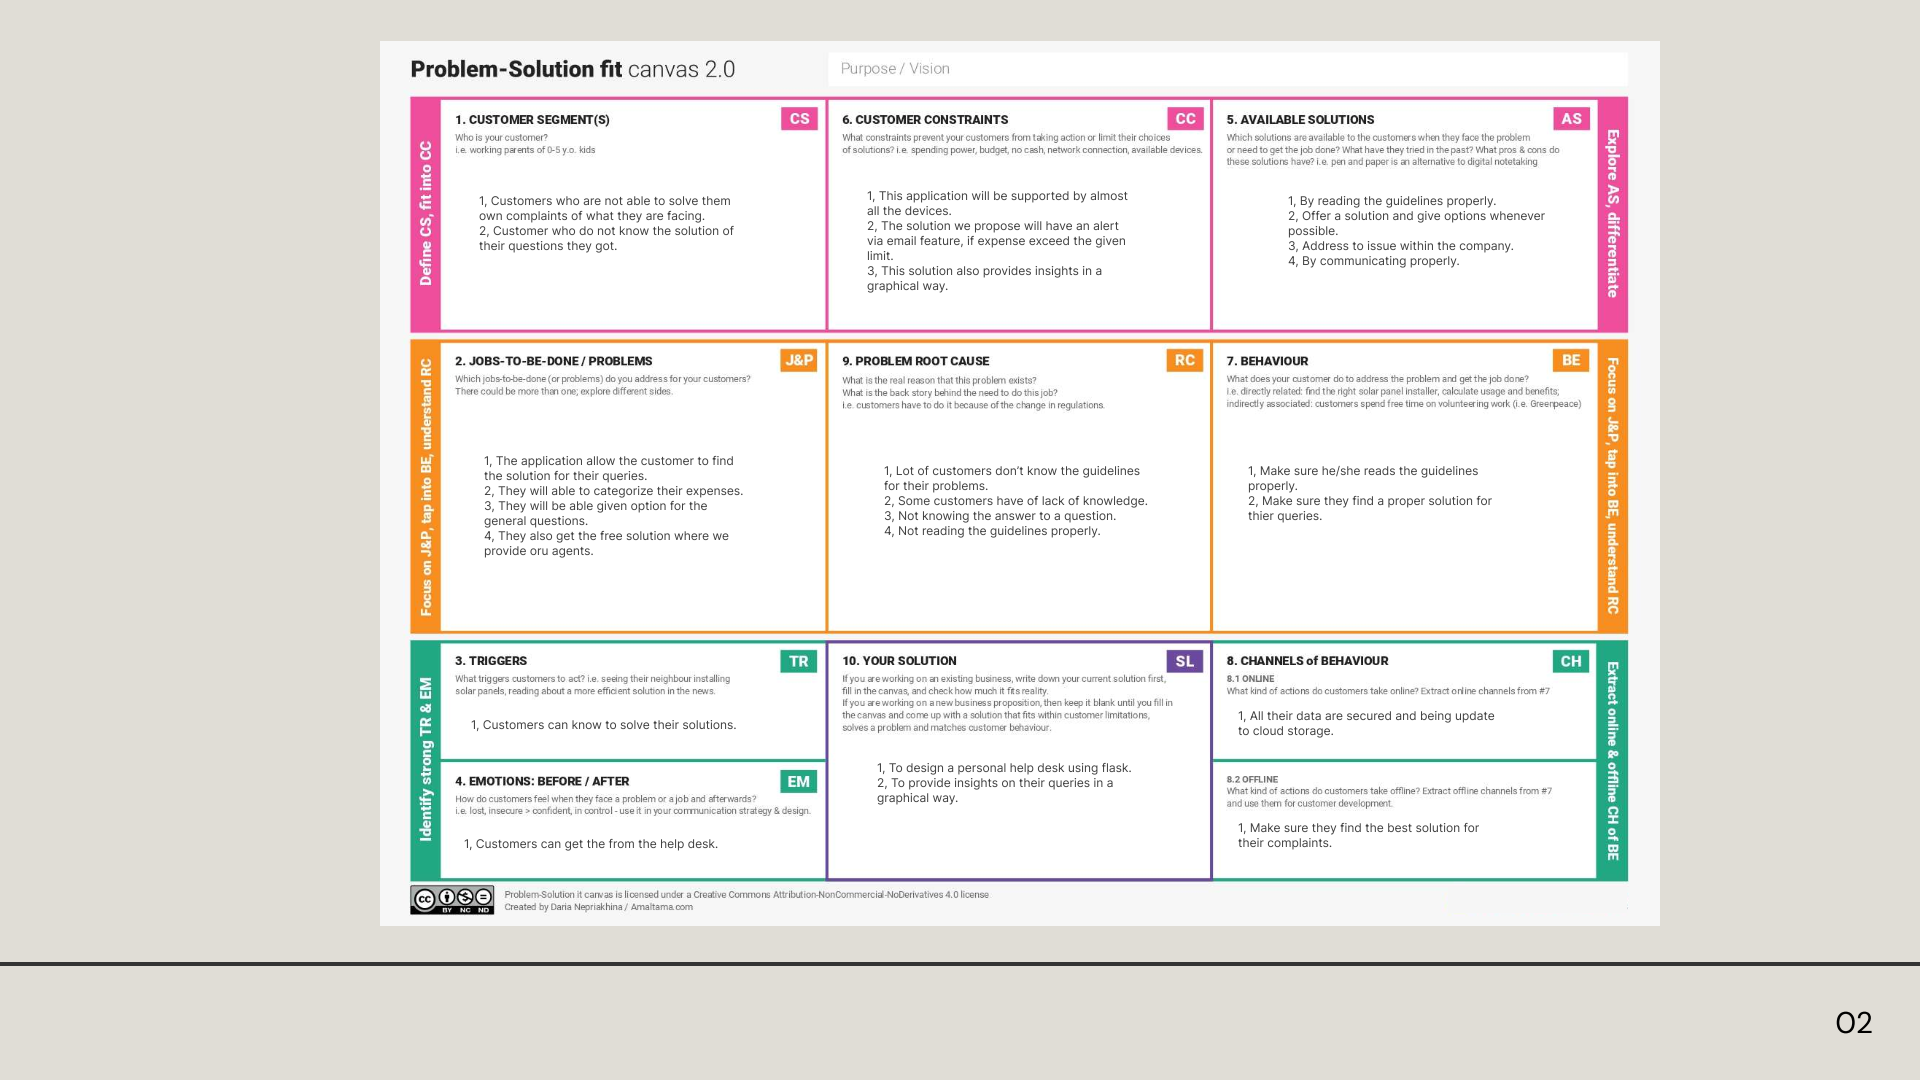 Problem-Solution fit canvas 2.0
Purpose / Vision
Define CS, fit into CC
1. CUSTOMER SEGMENT(S)
CS
Who is your customer?
i.e. working parents of 0-5 y.o. kids
1, Customers who are not able to solve them
own complaints of what they are facing.
2, Customer who do not know the solution of
their questions they got.
6. CUSTOMER CONSTRAINTS
CC
What constraints prevent your customers from taking action or limit their choices
of solutions? i.e. spending power, budget, no cash, network connection, available devices.
1, This application will be supported by almost
all the devices.
2, The solution we propose will have an alert
via email feature, if expense exceed the given
limit.
3, This solution also provides insights in a
graphical way.
5. AVAILABLE SOLUTIONS
AS
Which solutions are available to the customers when they face the problem
or need to get the job done? What have they tried in the past? What pros & cons do
these solutions have? i.e. pen and paper is an alternative to digital notetaking
1, By reading the guidelines properly.
2, Offer a solution and give options whenever
possible.
3, Address to issue within the company.
4, By communicating properly.
Explore AS, differentiate
Focus on J&P, tap into BE, understand RC
2. JOBS-TO-BE-DONE / PROBLEMS
J&P
Which jobs-to-be-done (or problems) do you address for your customers?
There could be more than one; explore different sides.
1, The application allow the customer to find
the solution for their queries.
2, They will able to categorize their expenses.
3, They will be able given option for the
general questions.
4, They also get the free solution where we
provide oru agents.
9. PROBLEM ROOT CAUSE
RC
What is the real reason that this problem exists?
What is the back story behind the need to do this job?
i.e. customers have to do it because of the change in regulations.
1, Lot of customers don't know the guidelines
for their problems.
2, Some customers have of lack of knowledge.
3, Not knowing the answer to a question.
4, Not reading the guidelines properly.
7. BEHAVIOUR
BE
What does your customer do to address the problem and get the job done?
i.e. directly related: find the right solar panel installer, calculate usage and benefits;
indirectly associated: customers spend free time on volunteering work (i.e. Greenpeace)
1, Make sure he/she reads the guidelines
properly.
2, Make sure they find a proper solution for
thier queries.
Focus on J&P, tap into BE, understand RC
Identify strong TR & EM
3. TRIGGERS
TR
What triggers customers to act? i.e. seeing their neighbour installing
solar panels, reading about a more efficient solution in the news.
1, Customers can know to solve their solutions.
4. EMOTIONS: BEFORE / AFTER
EM
How do customers feel when they face a problem or a job and afterwards?
i.e. lost, insecure > confident, in control - use it in your communication strategy & design.
1, Customers can get the from the help desk.
10. YOUR SOLUTION
SL
If you are working on an existing business, write down your current solution first,
fill in the canvas, and check how much it fits reality.
If you are working on a new business proposition, then keep it blank until you fill in
the canvas and come up with a solution that fits within customer limitations,
solves a problem and matches customer behaviour.
1, To design a personal help desk using flask.
2, To provide insights on their queries in a
graphical way.
8. CHANNELS of BEHAVIOUR
CH
8.1 ONLINE
What kind of actions do customers take online? Extract online channels from #7
1, All their data are secured and being update
to cloud storage.
8.2 OFFLINE
What kind of actions do customers take offline? Extract offline channels from #7
and use them for customer development.
1, Make sure they find the best solution for
their complaints.
Extract online & offline CH of BE
cc BY NC ND
Problem-Solution it canvas is licensed under a Creative Commons Attribution-NonCommercial-NoDerivatives 4.0 license
Created by Daria Nepriakhina / Amaltama.com
02